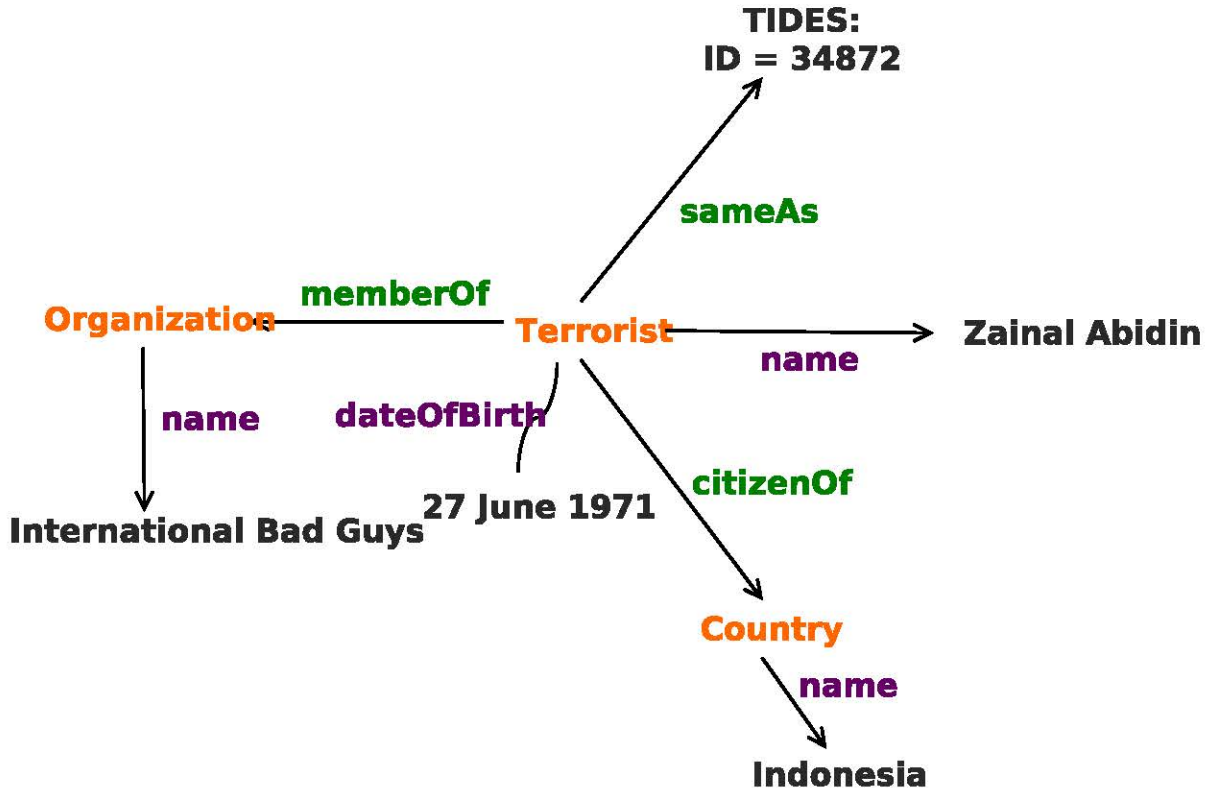 TIDES:
ID = 34872
sameAs
memberOf
Organization
Terrorist
Zainal Abidin
name
name
dateOfBirth
citizenOf
27 June 1971
International Bad Guys
Country
name
Indonesia